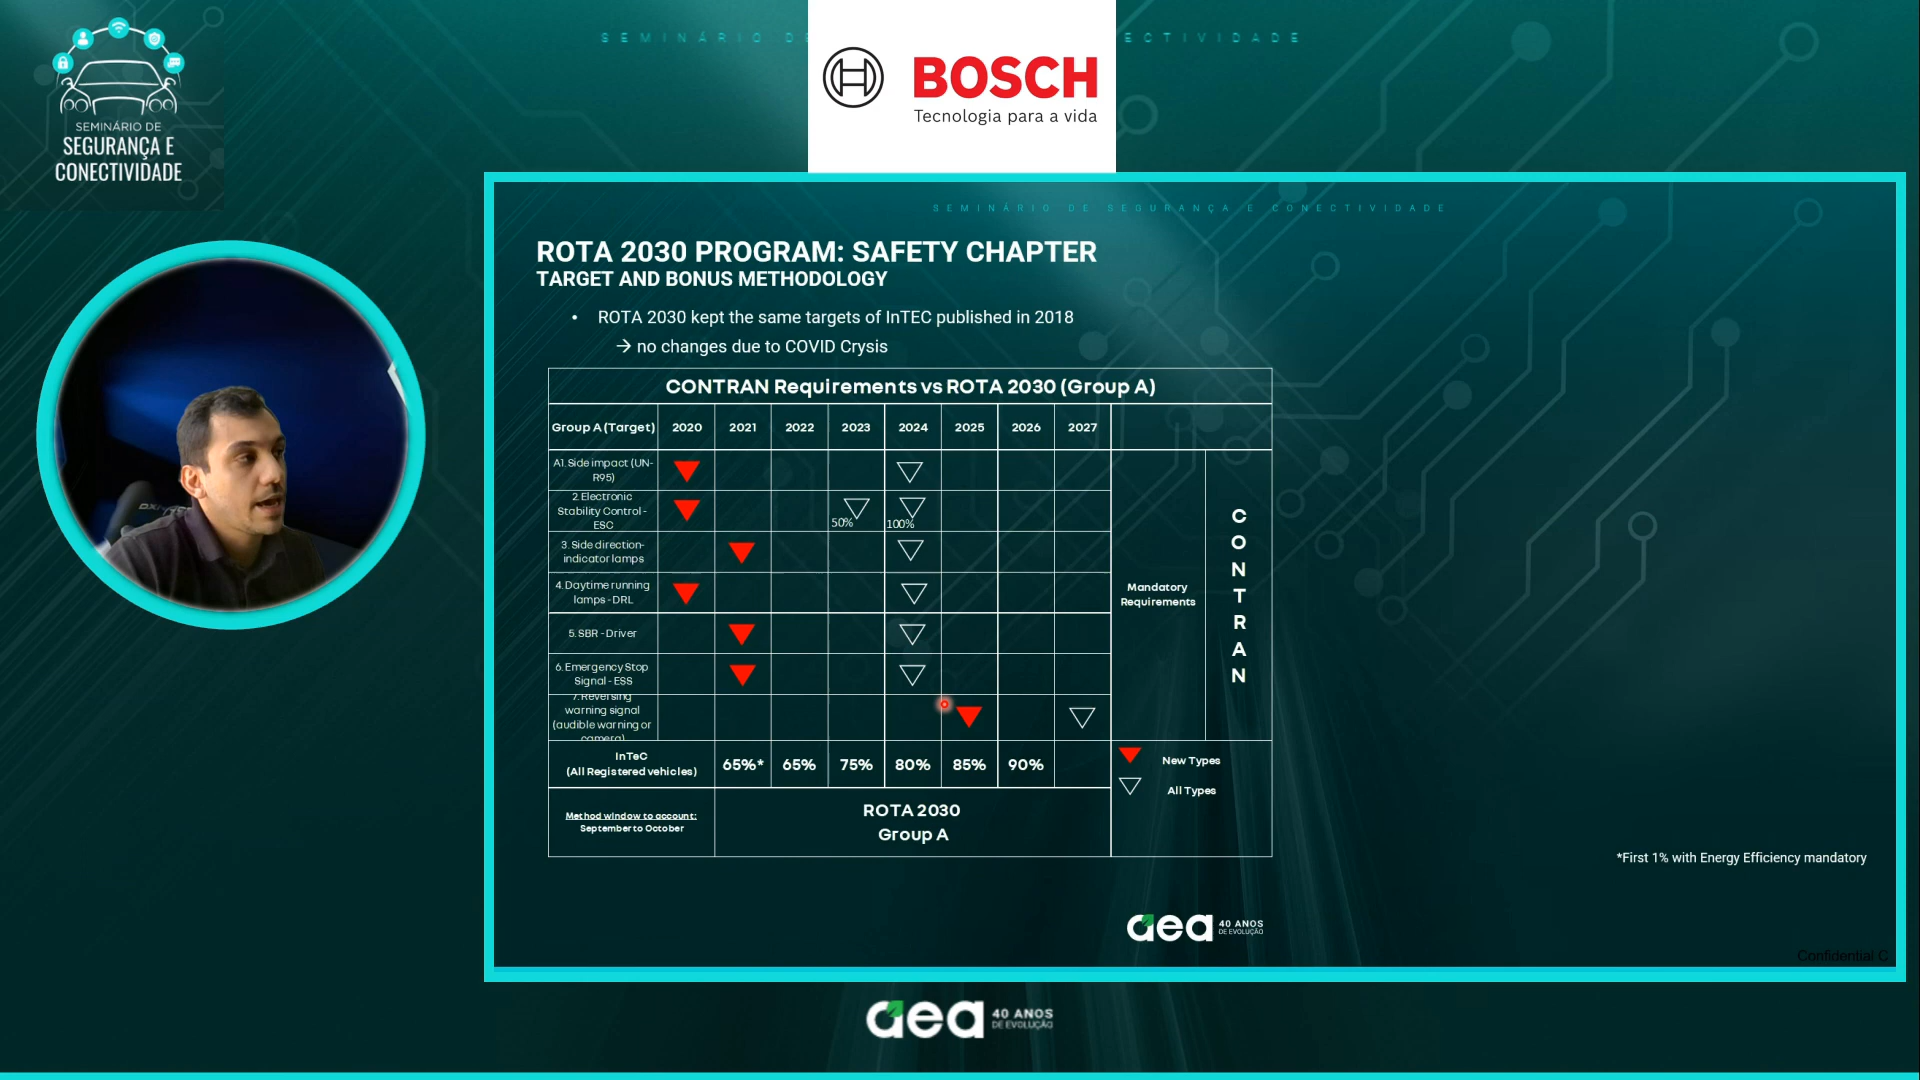 SEMINÁRIO DE
SEGURANÇA E
CONECTIVIDADE
BOSCH
Tecnologia para a vida
SEMINÁRIO DE SEGURANÇA E CONECTIVIDADE
ROTA 2030 PROGRAM: SAFETY CHAPTER
TARGET AND BONUS METHODOLOGY
• ROTA 2030 kept the same targets of InTEC published in 2018
→ no changes due to COVID Crysis
CONTRAN Requirements vs ROTA 2030 (Group A)
Group A (Target) 2020 2021 2022 2023 2024 2025 2026 2027
A1. Side impact (UN-
R95)
2. Electronic
Stability Control -
ESC
50% 100%
3. Side direction-
indicator lamps
4. Daytime running
lamps - DRL
5. SBR - Driver
6. Emergency Stop
Signal - ESS
7. Reversing
warning signal
(audible warning or
camera)
Mandatory
Requirements
CONTRAN
InTeC
(All Registered vehicles)
65%* 65% 75% 80% 85% 90%
New Types
All Types
Method window to account:
September to October
ROTA 2030
Group A
*First 1% with Energy Efficiency mandatory
aea 40 ANOS
DE EVOLUÇÃO
Confidential C
aea 40 ANOS
DE EVOLUÇÃO